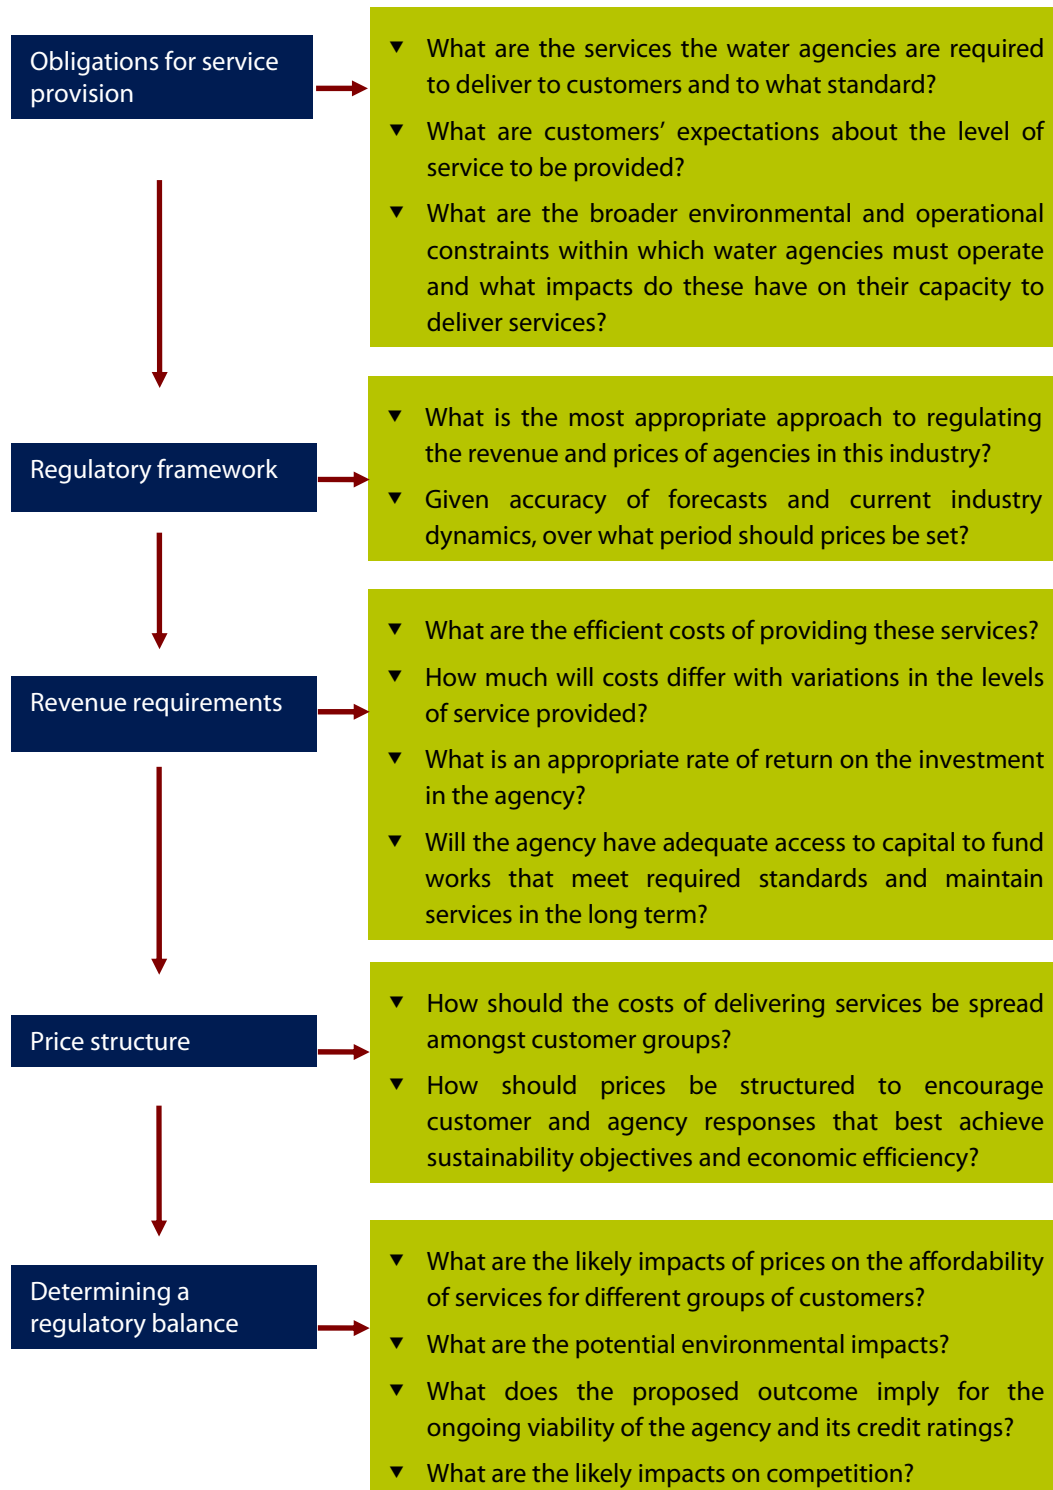 Obligations for service
provision
▼ What are the services the water agencies are required
to deliver to customers and to what standard?
▼ What are customers’ expectations about the level of
service to be provided?
▼ What are the broader environmental and operational
constraints within which water agencies must operate
and what impacts do these have on their capacity to
deliver services?
Regulatory framework
▼ What is the most appropriate approach to regulating
the revenue and prices of agencies in this industry?
▼ Given accuracy of forecasts and current industry
dynamics, over what period should prices be set?
Revenue requirements
▼ What are the efficient costs of providing these services?
▼ How much will costs differ with variations in the levels
of service provided?
▼ What is an appropriate rate of return on the investment
in the agency?
▼ Will the agency have adequate access to capital to fund
works that meet required standards and maintain
services in the long term?
Price structure
▼ How should the costs of delivering services be spread
amongst customer groups?
▼ How should prices be structured to encourage
customer and agency responses that best achieve
sustainability objectives and economic efficiency?
Determining a
regulatory balance
▼ What are the likely impacts of prices on the affordability
of services for different groups of customers?
▼ What are the potential environmental impacts?
▼ What does the proposed outcome imply for the
ongoing viability of the agency and its credit ratings?
▼ What are the likely impacts on competition?